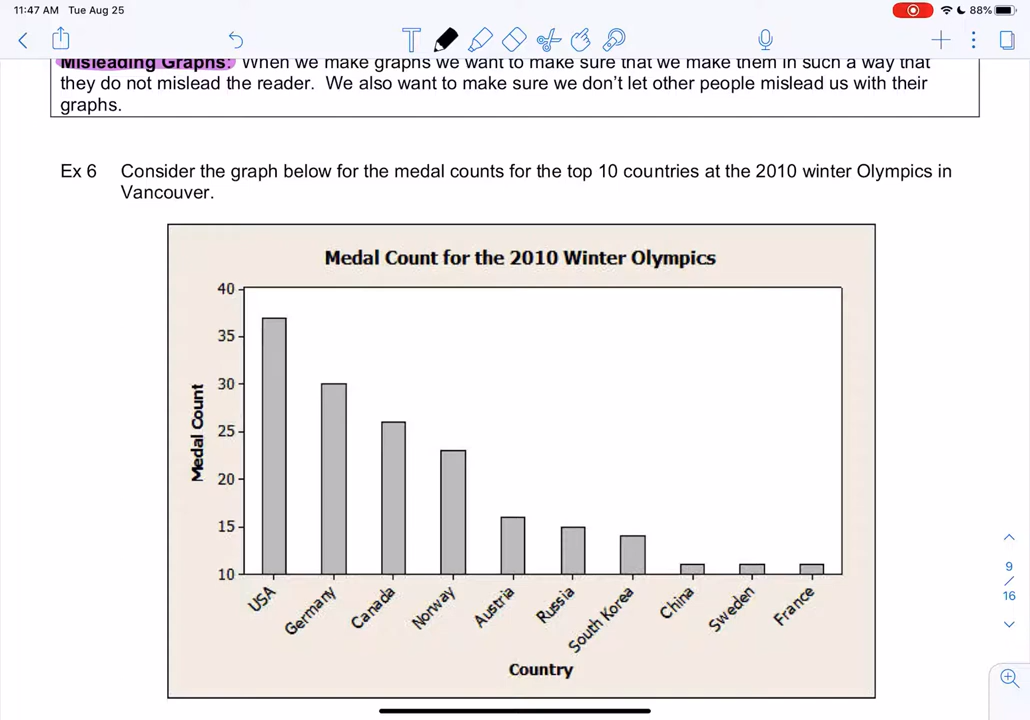 11:47 AM Tue Aug 25
88%
Misleading Graphs: When we make graphs we want to make sure that we make them in such a way that
they do not mislead the reader. We also want to make sure we don't let other people mislead us with their
graphs.
Ex 6 Consider the graph below for the medal counts for the top 10 countries at the 2010 winter Olympics in
Vancouver.
Medal Count for the 2010 Winter Olympics
Medal Count
40
35
30
25
20
15
10
USA
Germany
Canada
Norway
Austria
Russia
South Korea
China
Sweden
France
Country
9
/
16